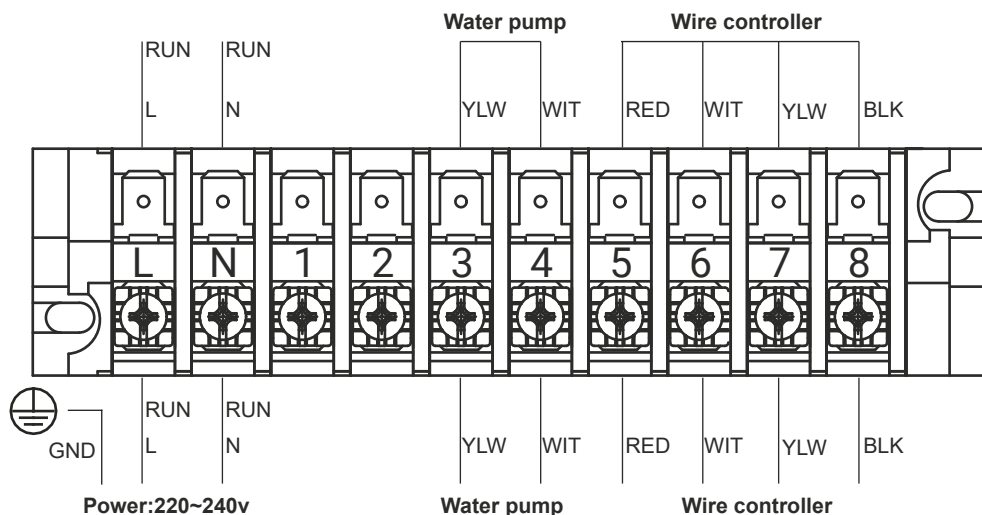 Water pump Wire controller
RUN RUN
L N YLW WIT RED WIT YLW BLK
L N 1 2 3 4 5 6 7 8
RUN RUN
GND L N YLW WIT RED WIT YLW BLK
Power:220~240v Water pump Wire controller